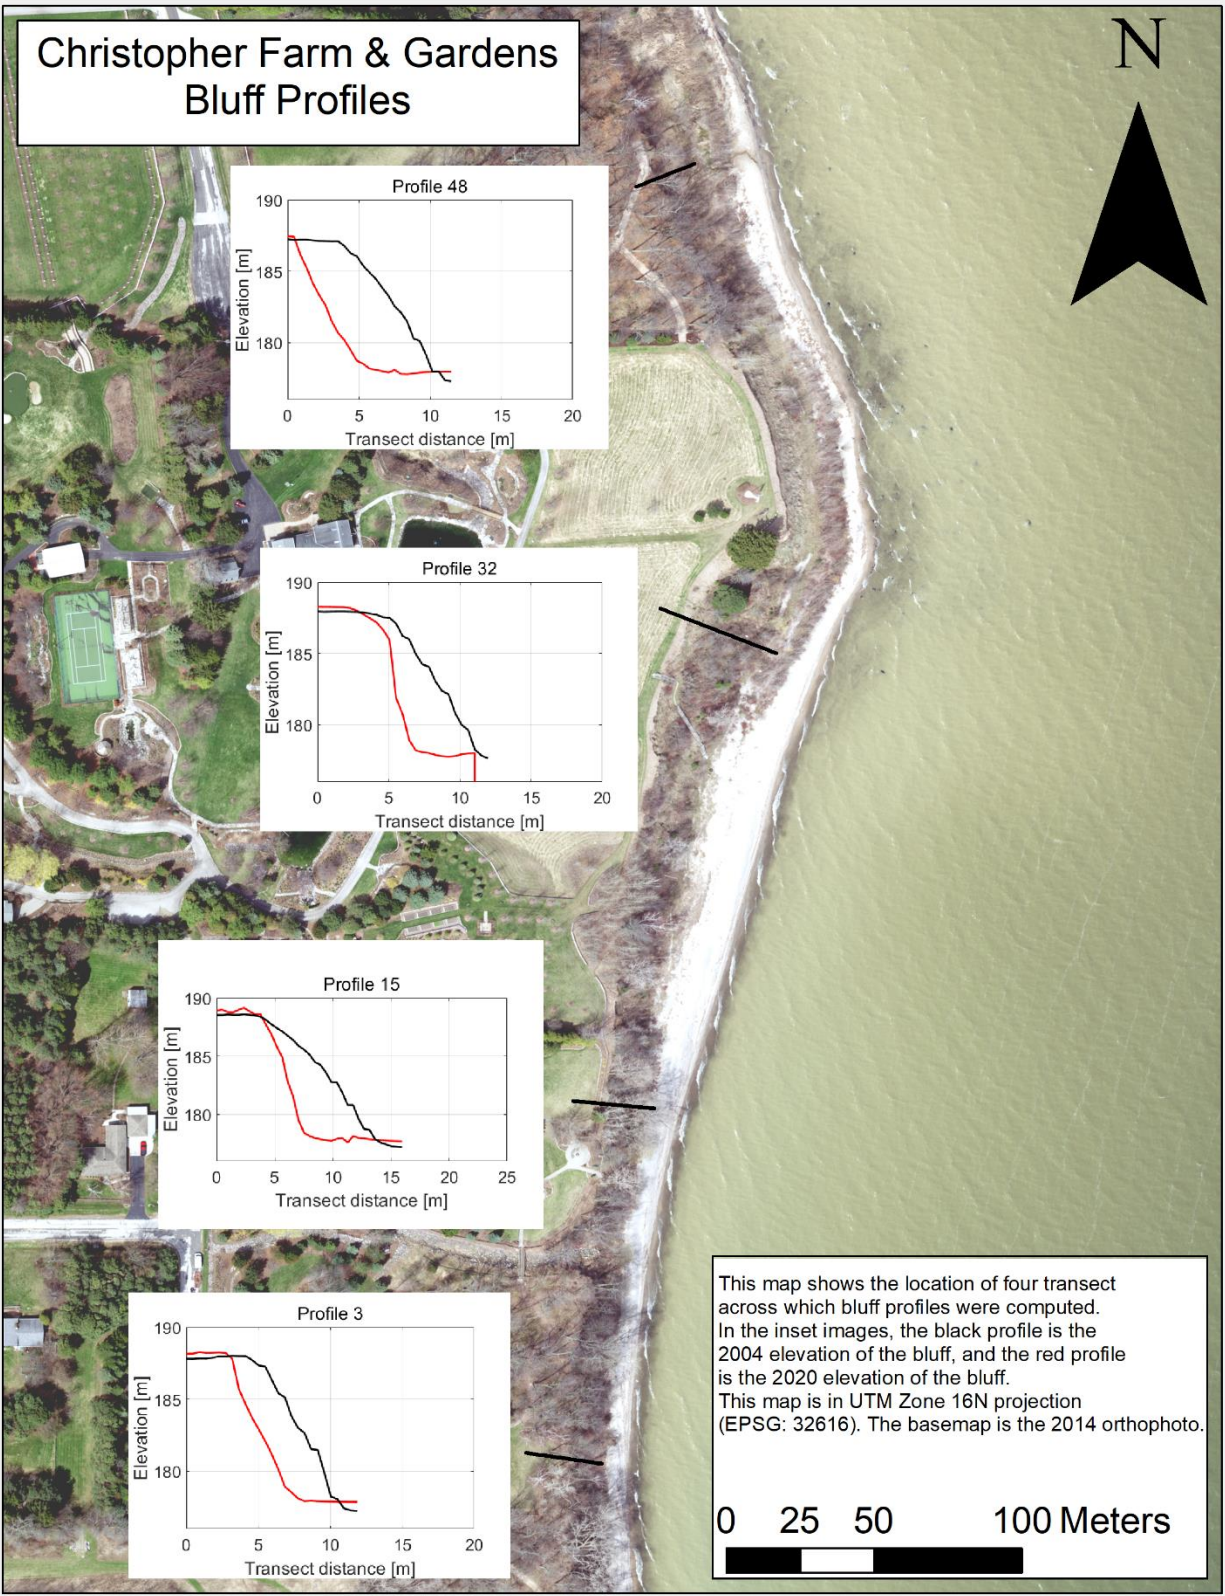 Christopher Farm & Gardens
Bluff Profiles
N
Profile 48
190
185
180
Elevation [m]
0 5 10 15 20
Transect distance [m]
Profile 32
190
185
180
Elevation [m]
0 5 10 15 20
Transect distance [m]
Profile 15
190
185
180
Elevation [m]
0 5 10 15 20 25
Transect distance [m]
Profile 3
190
185
180
Elevation [m]
0 5 10 15 20
Transect distance [m]
This map shows the location of four transect
across which bluff profiles were computed.
In the inset images, the black profile is the
2004 elevation of the bluff, and the red profile
is the 2020 elevation of the bluff.
This map is in UTM Zone 16N projection
(EPSG: 32616). The basemap is the 2014 orthophoto.
0 25 50 100 Meters